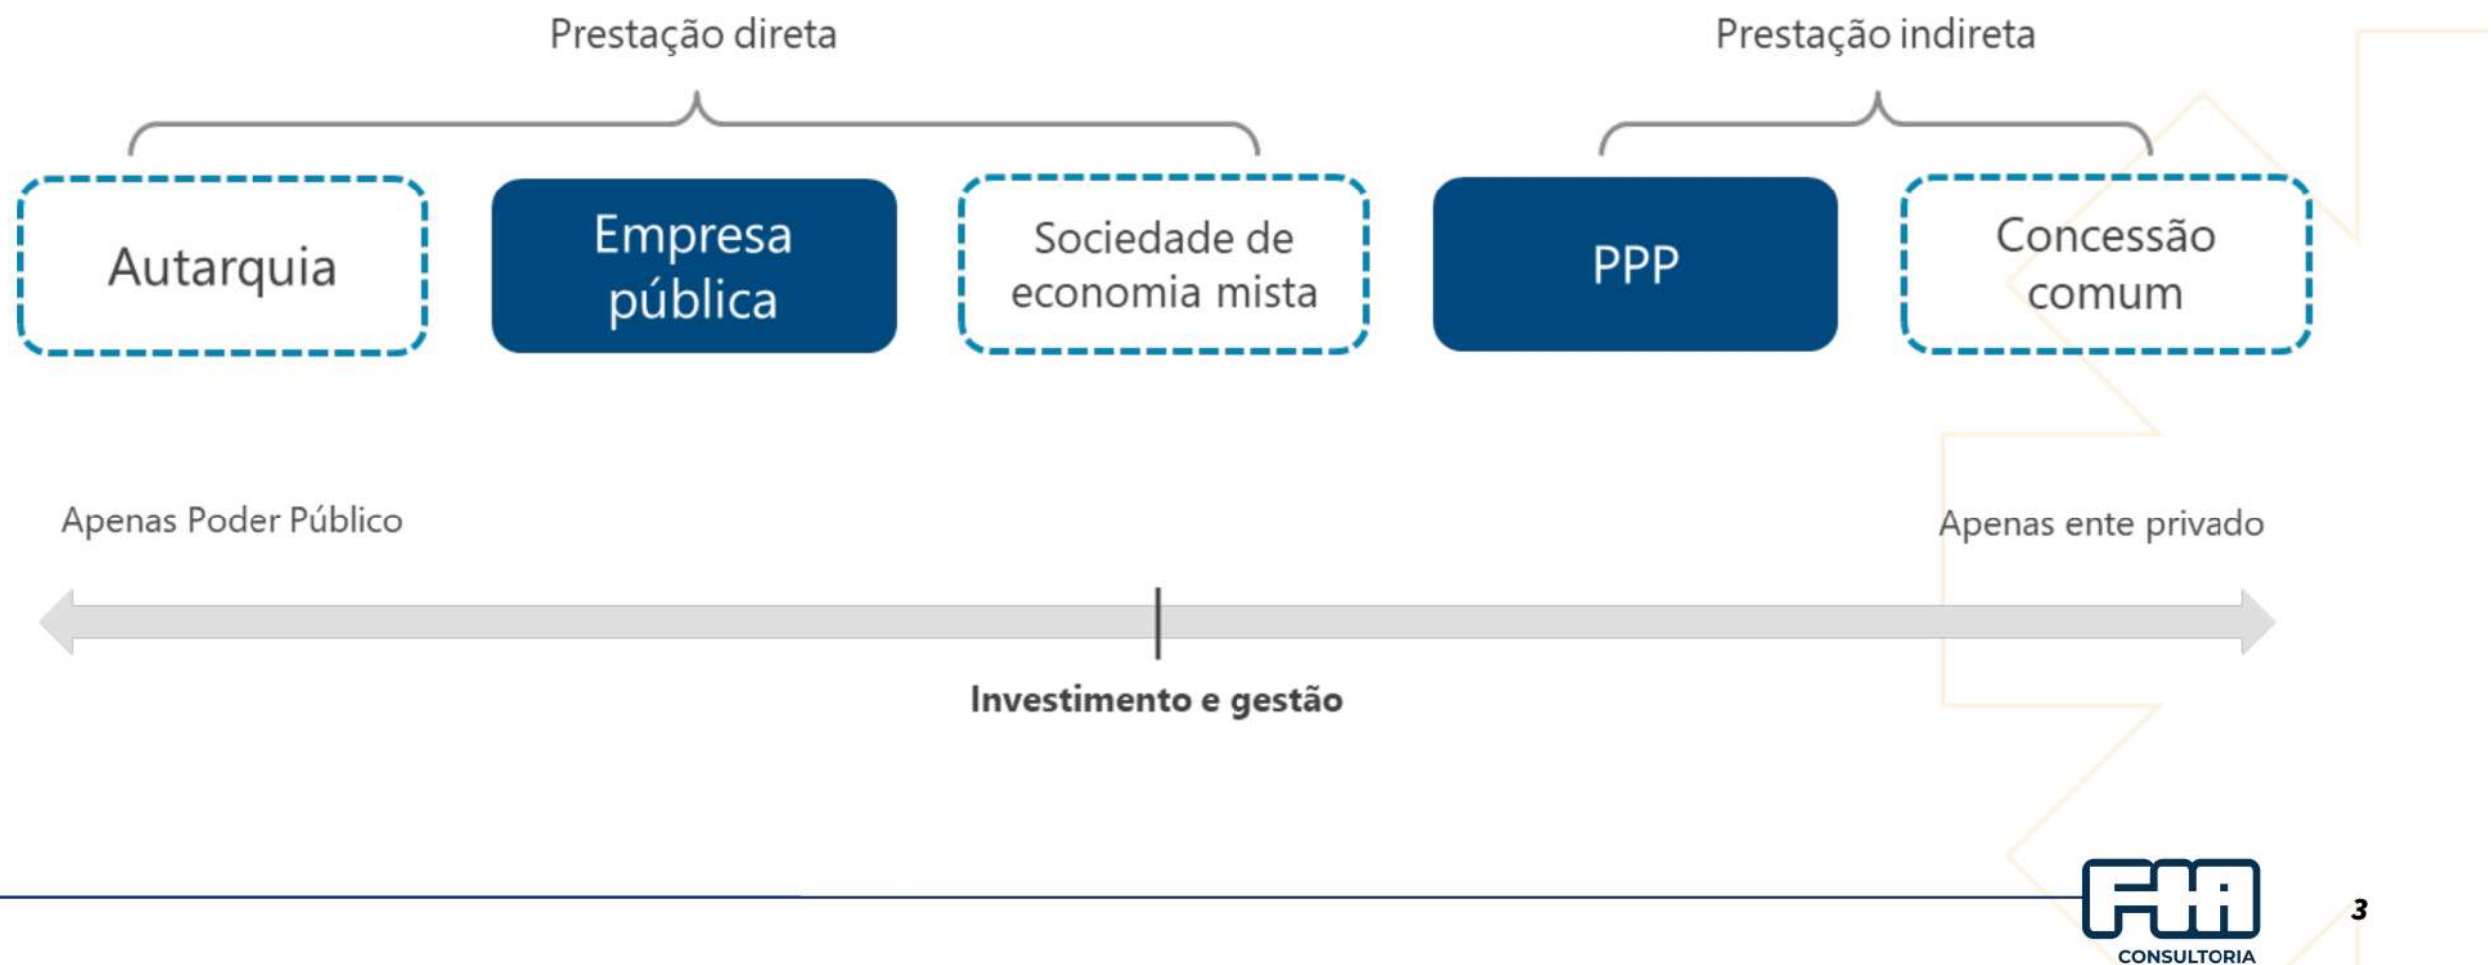 Prestação direta
Prestação indireta
Autarquia
Empresa
pública
Sociedade de
economia mista
PPP
Concessão
comum
Apenas Poder Público
Apenas ente privado
Investimento e gestão
FIA
CONSULTORIA
3